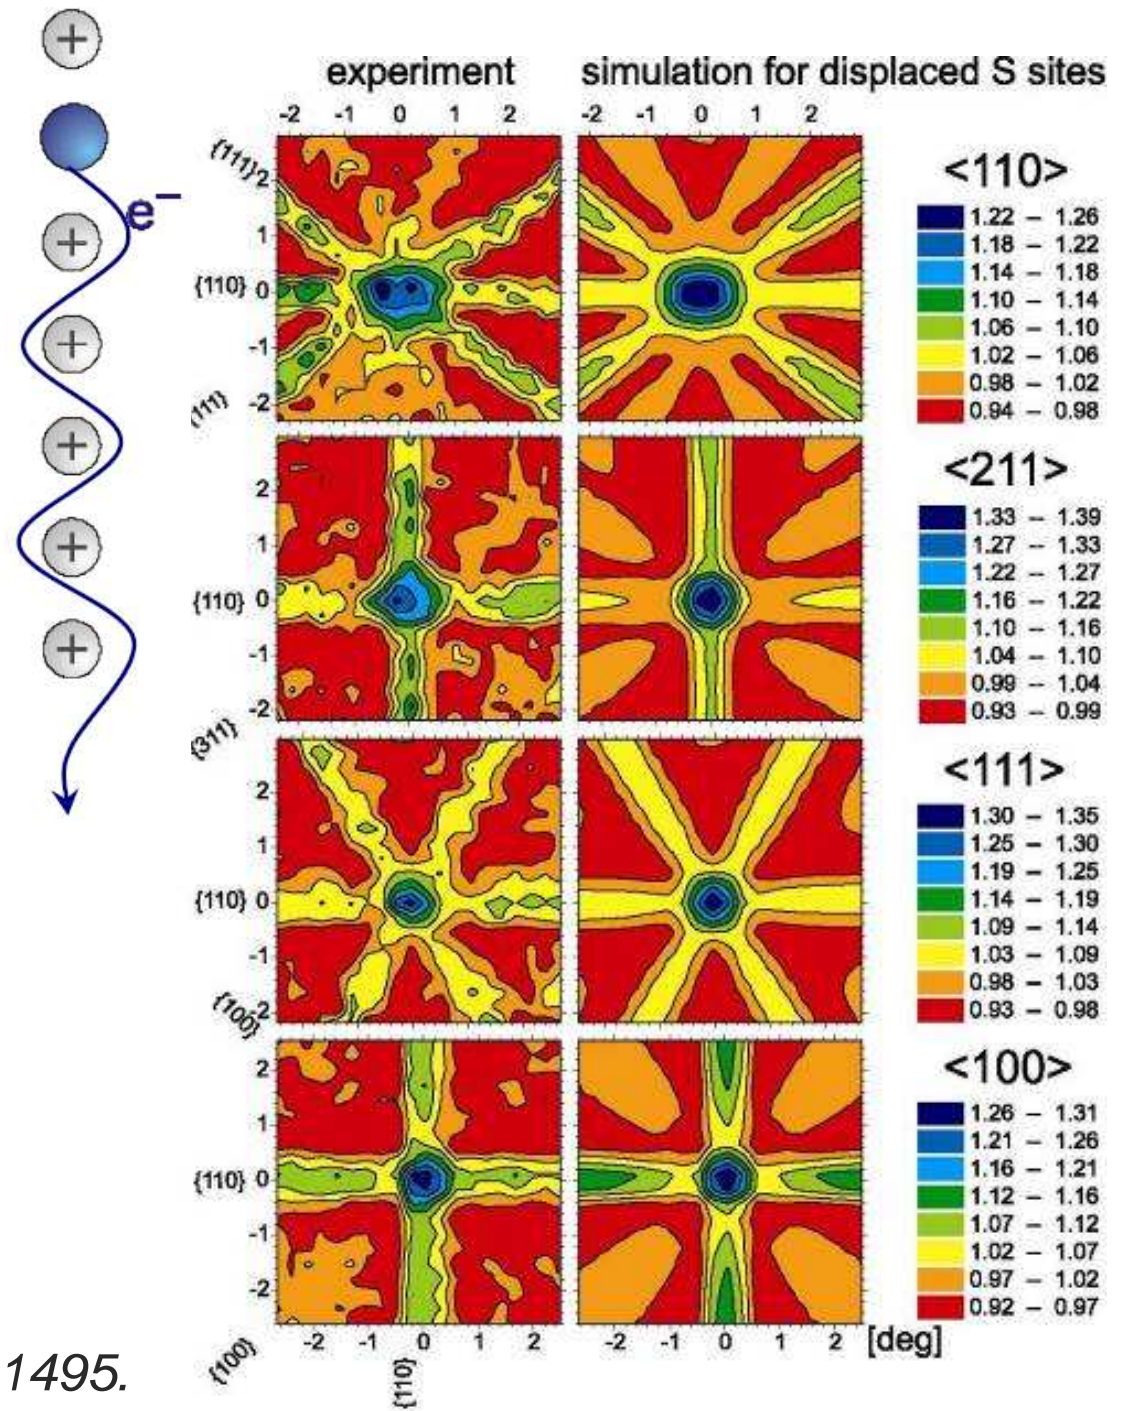 +
e⁻
+
+
+
+
+
1495.
experiment
simulation for displaced S sites
-2 -1 0 1 2
-2 -1 0 1 2
{111}
2
1
{110} 0
-1
-2
{111}
<110>
1.22 – 1.26
1.18 – 1.22
1.14 – 1.18
1.10 – 1.14
1.06 – 1.10
1.02 – 1.06
0.98 – 1.02
0.94 – 0.98
2
1
{110} 0
-1
-2
<211>
1.33 – 1.39
1.27 – 1.33
1.22 – 1.27
1.16 – 1.22
1.10 – 1.16
1.04 – 1.10
0.99 – 1.04
0.93 – 0.99
{311}
2
1
{110} 0
-1
-2
{100}
<111>
1.30 – 1.35
1.25 – 1.30
1.19 – 1.25
1.14 – 1.19
1.09 – 1.14
1.03 – 1.09
0.98 – 1.03
0.93 – 0.98
2
1
{110} 0
-1
-2
<100>
1.26 – 1.31
1.21 – 1.26
1.16 – 1.21
1.12 – 1.16
1.07 – 1.12
1.02 – 1.07
0.97 – 1.02
0.92 – 0.97
-2 -1 0 1 2
-2 -1 0 1 2 [deg]
{100}
{110}